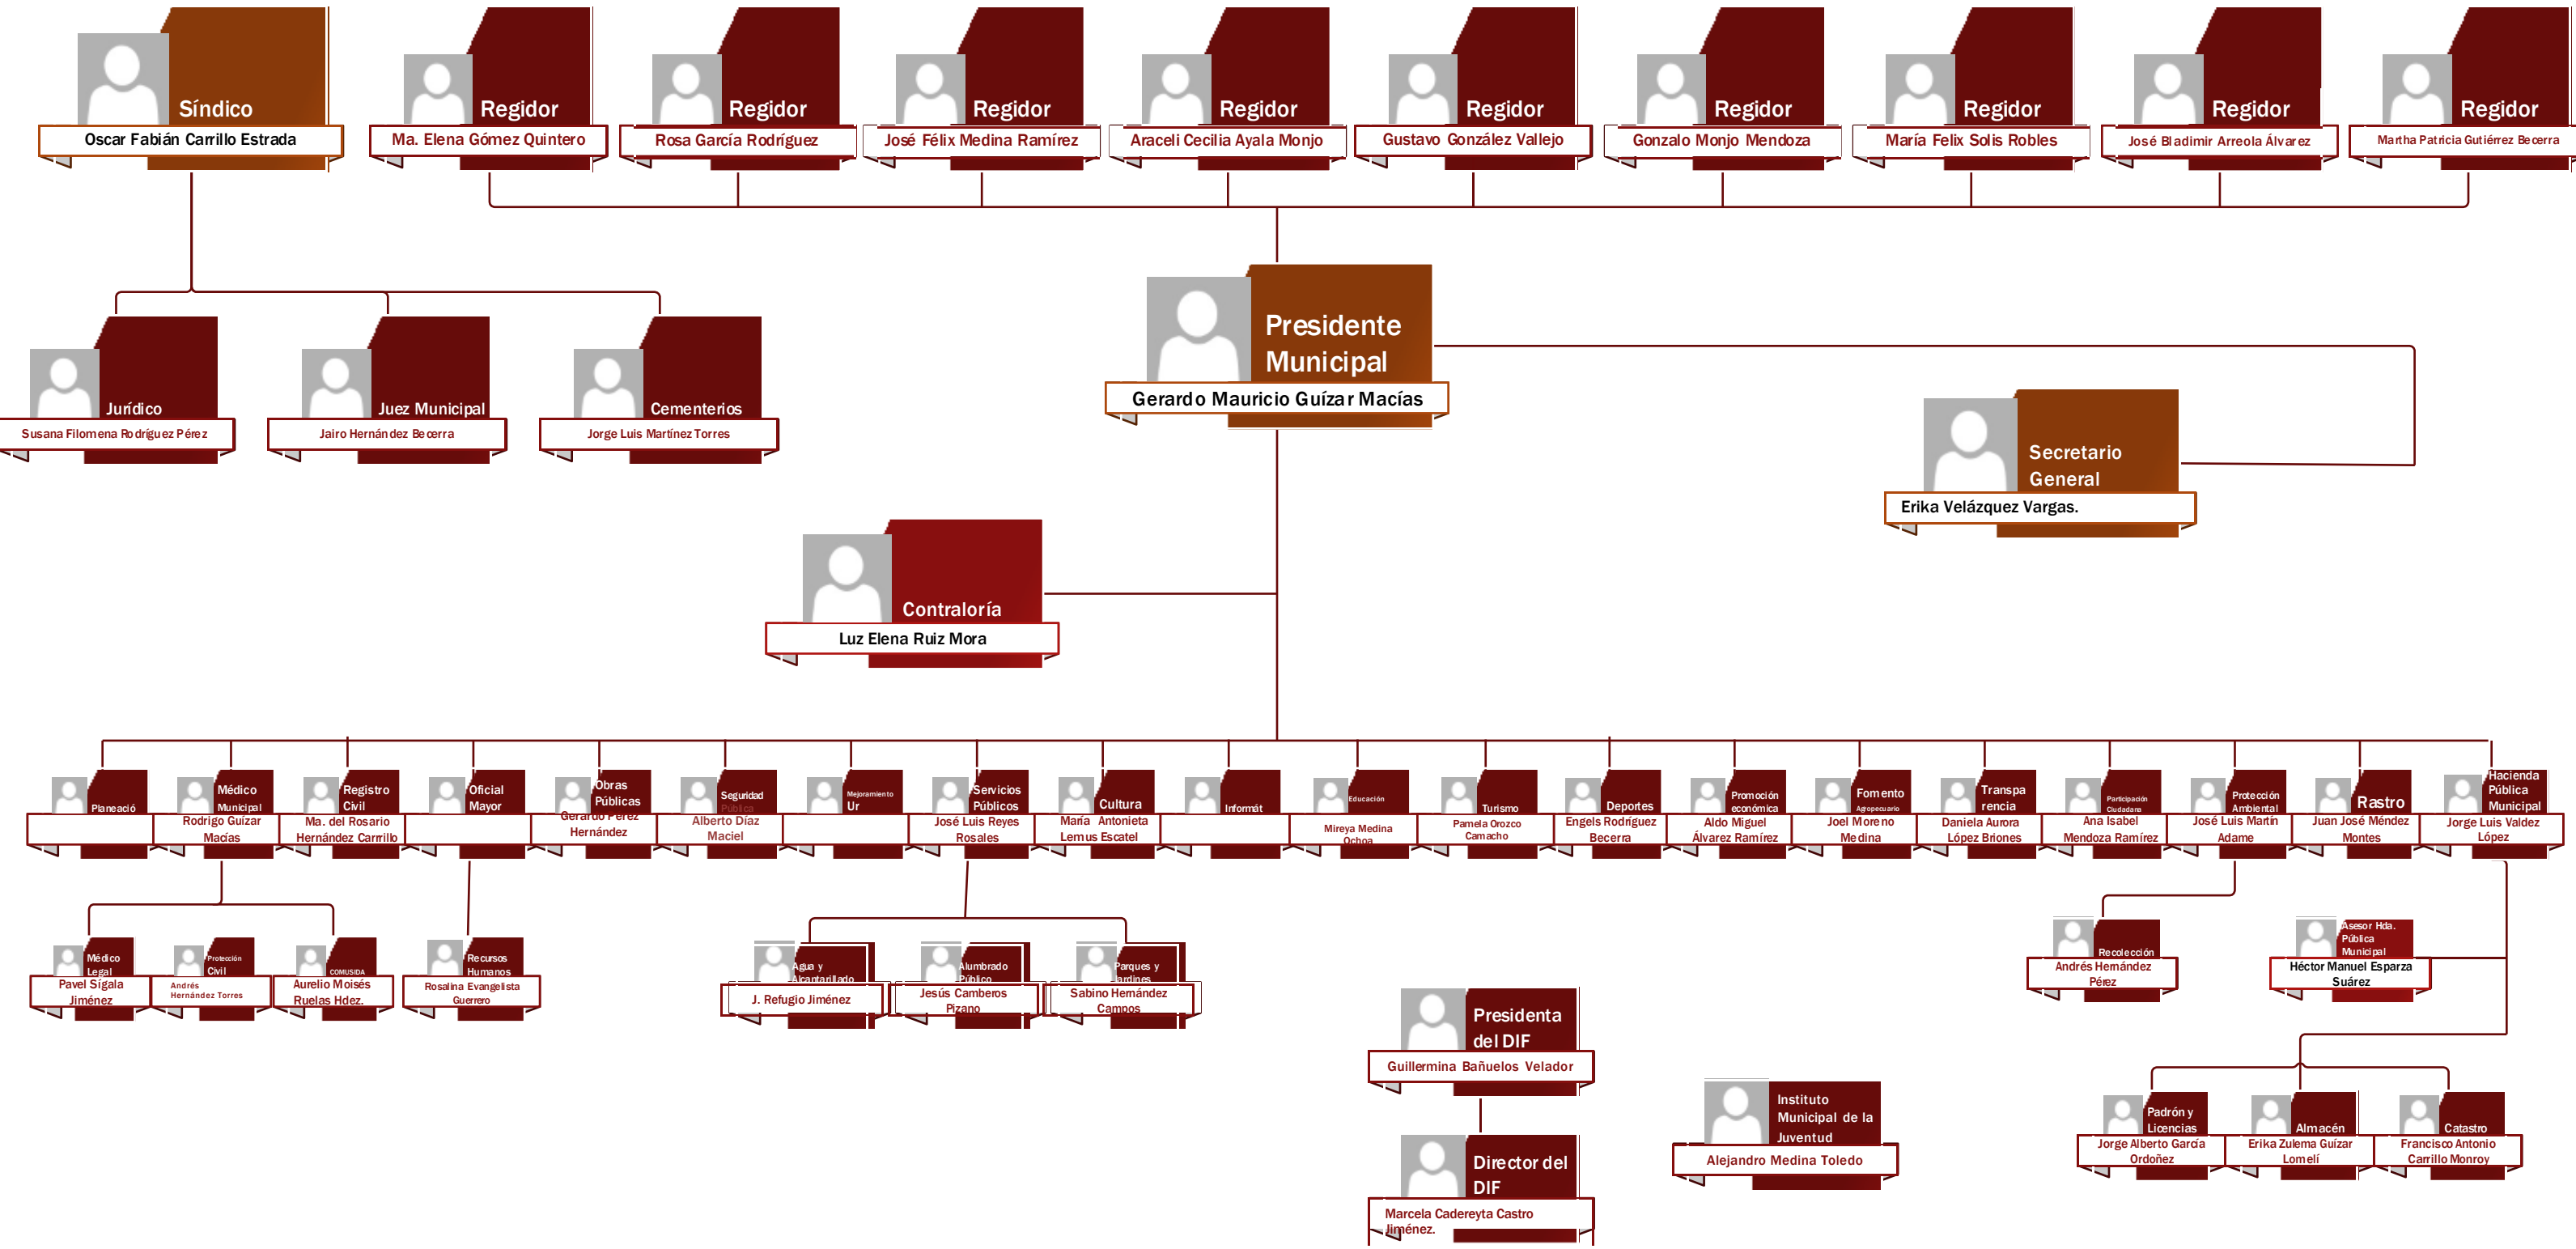 Síndico
Oscar Fabián Carrillo Estrada
Regidor
Ma. Elena Gómez Quintero
Regidor
Rosa García Rodríguez
Regidor
José Félix Medina Ramírez
Regidor
Araceli Cecilia Ayala Monjo
Regidor
Gustavo González Vallejo
Regidor
Gonzalo Monjo Mendoza
Regidor
María Felix Solis Robles
Regidor
José Bladimir Arreola Álvarez
Regidor
Martha Patricia Gutiérrez Becerra
Presidente
Municipal
Gerardo Mauricio Guízar Macías
Jurídico
Susana Filomena Rodríguez Pérez
Juez Municipal
Jairo Hernández Becerra
Cementerios
Jorge Luis Martínez Torres
Secretario
General
Erika Velázquez Vargas.
Contraloría
Luz Elena Ruiz Mora
Planeació
Médico
Municipal
Rodrigo Guízar
Macías
Registro
Civil
Ma. del Rosario
Hernández Carrillo
Oficial
Mayor
Obras
Públicas
Gerardo Pérez
Hernández
Seguridad
Pública
Alberto Díaz
Maciel
Mejoramiento
Ur
Servicios
Públicos
José Luis Reyes
Rosales
Cultura
María Antonieta
Lemus Escatel
Informát
Educación
Mireya Medina
Ochoa
Turismo
Pamela Orozco
Camacho
Deportes
Engels Rodríguez
Becerra
Promoción
económica
Aldo Miguel
Álvarez Ramírez
Fomento
Agropecuario
Joel Moreno
Medina
Transpa
rencia
Daniela Aurora
López Briones
Participación
Ciudadana
Ana Isabel
Mendoza Ramírez
Protección
Ambiental
José Luis Martín
Adame
Rastro
Juan José Méndez
Montes
Hacienda
Pública
Municipal
Jorge Luis Valdez
López
Médico
Legal
Pavel Sígala
Jiménez
Protección
Civil
Andrés
Hernández Torres
COMUSIDA
Aurelio Moisés
Ruelas Hdez.
Recursos
Humanos
Rosalina Evangelista
Guerrero
Agua y
Alcantarillado
J. Refugio Jiménez
Alumbrado
Público
Jesús Camberos
Pizano
Parques y
Jardines
Sabino Hernández
Campos
Recolección
Andrés Hernández
Pérez
Asesor Hda.
Pública
Municipal
Héctor Manuel Esparza
Suárez
Presidenta
del DIF
Guillermina Bañuelos Velador
Director del
DIF
Marcela Cadereyta Castro
Jiménez.
Instituto
Municipal de la
Juventud
Alejandro Medina Toledo
Padrón y
Licencias
Jorge Alberto García
Ordoñez
Almacén
Erika Zulema Guízar
Lomelí
Catastro
Francisco Antonio
Carrillo Monroy